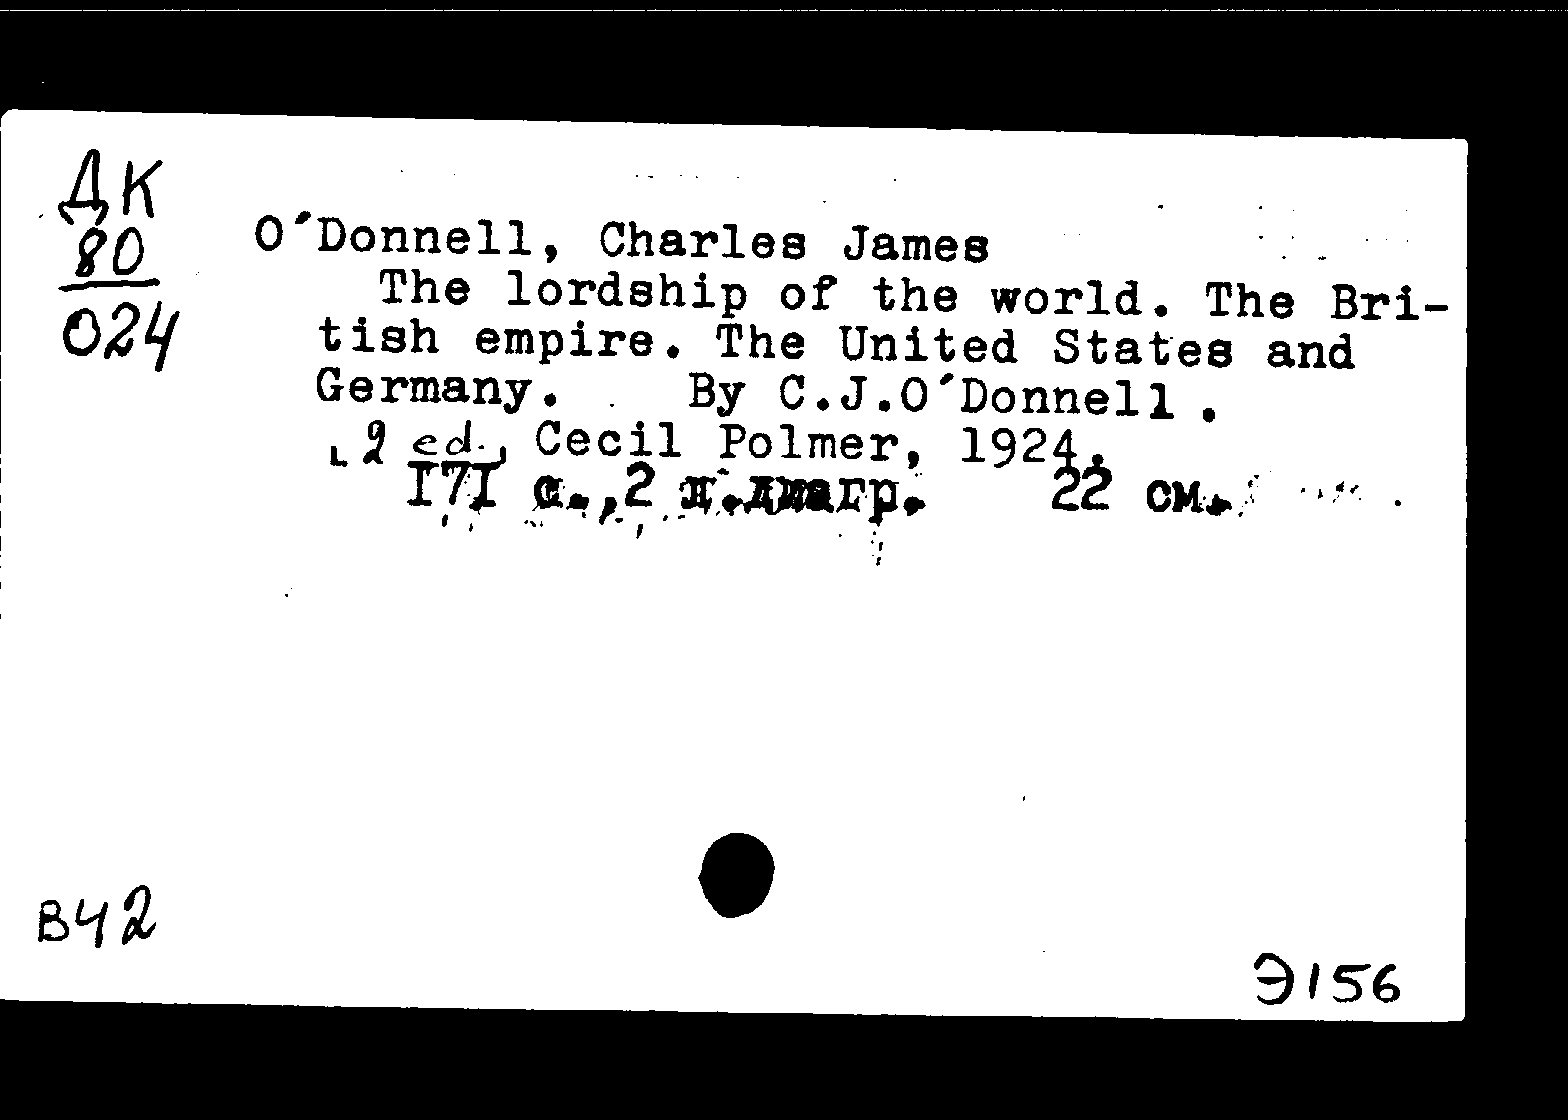 ДК
80
024
O'Donnell, Charles James
The lordship of the world. The Bri-
tish empire. The United States and
Germany. By C.J.O'Donnell.
[2 ed.] Cecil Polmer, 1924.
171 с.,2 л.диагр. 22 см.
В42
Э156